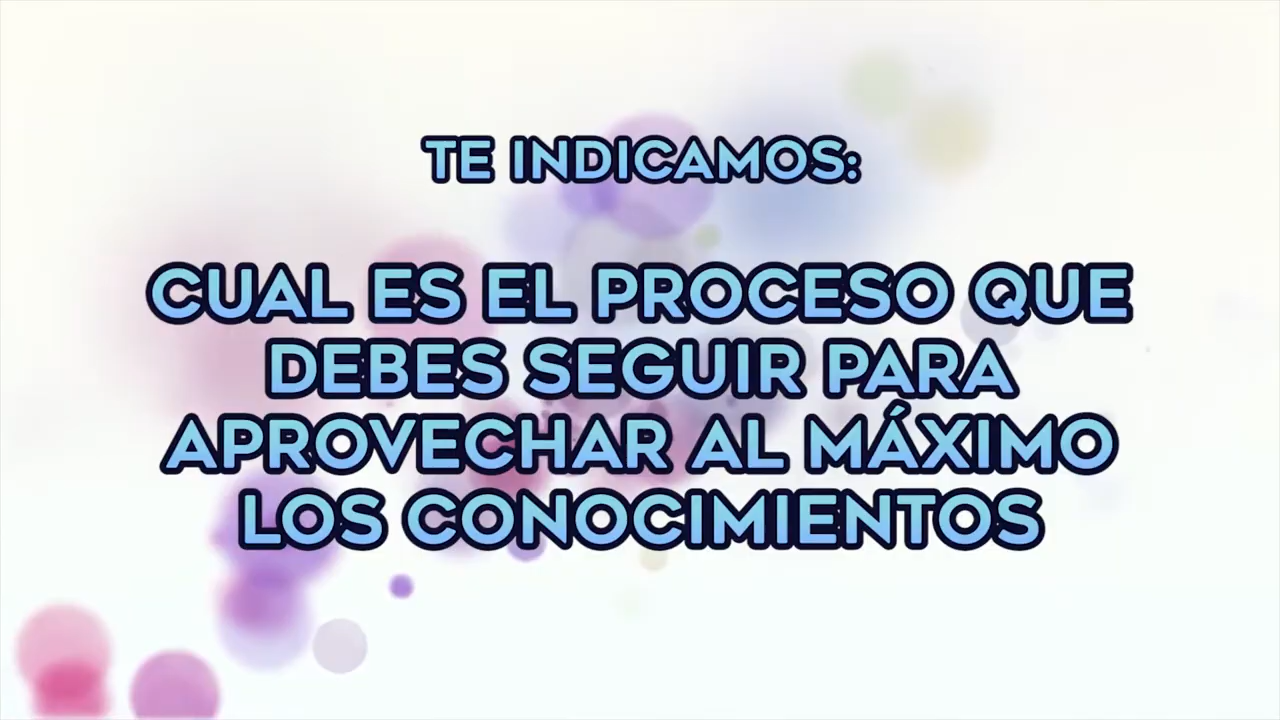 TE INDICAMOS:
CUAL ES EL PROCESO QUE
DEBES SEGUIR PARA
APROVECHAR AL MÁXIMO
LOS CONOCIMIENTOS